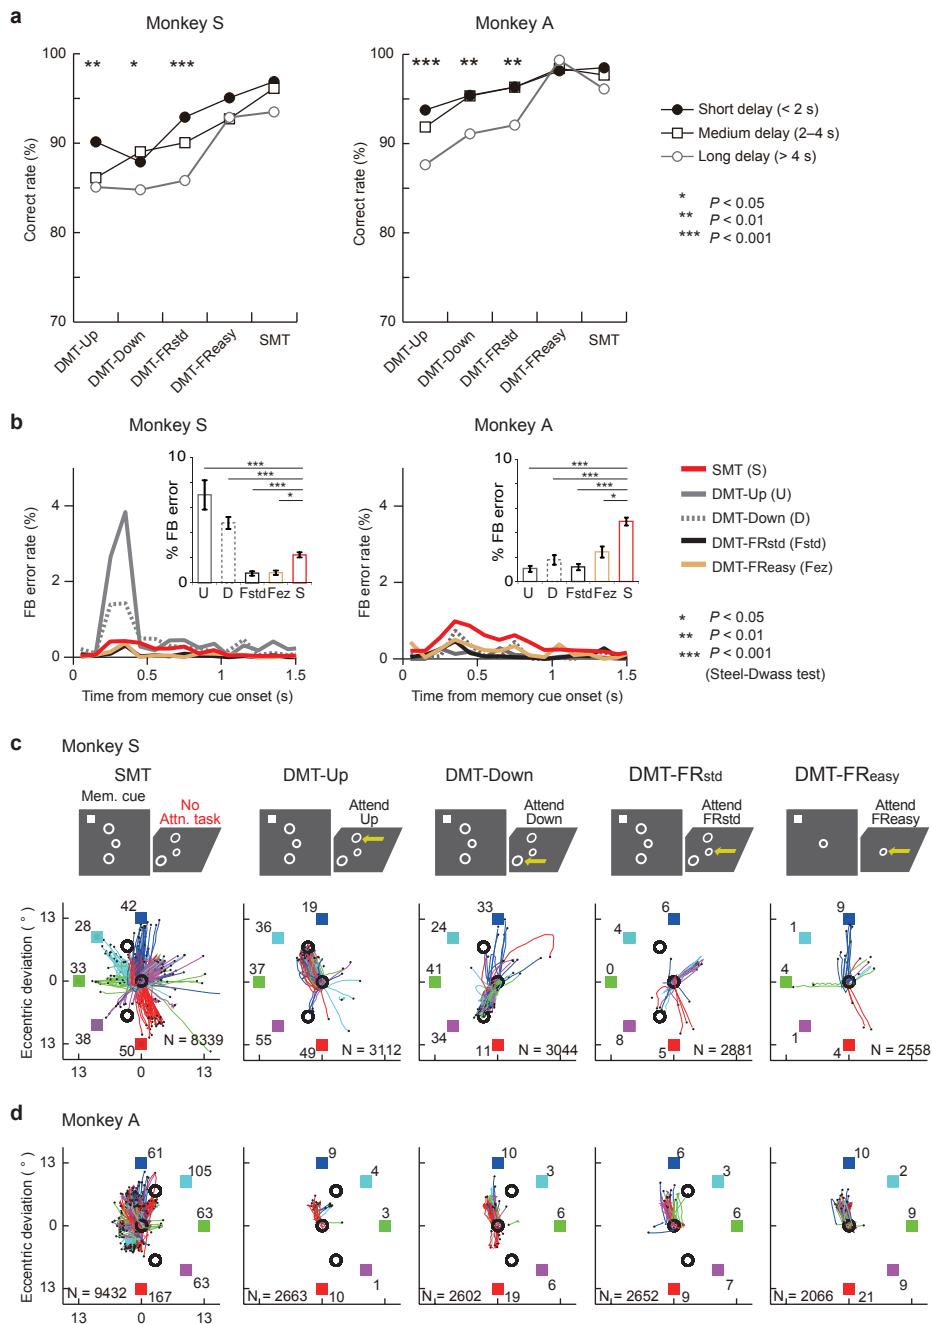 a
Monkey S
Monkey A
100
90
80
70
Correct rate (%)
** * ***
DMT-Up
DMT-Down
DMT-FRstd
DMT-FReasy
SMT
100
90
80
70
Correct rate (%)
*** ** **
DMT-Up
DMT-Down
DMT-FRstd
DMT-FReasy
SMT
Short delay (< 2 s)
Medium delay (2–4 s)
Long delay (> 4 s)
* P < 0.05
** P < 0.01
*** P < 0.001
b
Monkey S
Monkey A
FB error rate (%)
4
2
0
0 0.5 1 1.5
Time from memory cue onset (s)
% FB error
10
0
***
***
***
*
U D Fstd Fez S
FB error rate (%)
4
2
0
0 0.5 1 1.5
Time from memory cue onset (s)
% FB error
10
0
***
***
***
*
U D Fstd Fez S
SMT (S)
DMT-Up (U)
DMT-Down (D)
DMT-FRstd (Fstd)
DMT-FReasy (Fez)
* P < 0.05
** P < 0.01
*** P < 0.001
(Steel-Dwass test)
c
Monkey S
SMT
DMT-Up
DMT-Down
DMT-FRstd
DMT-FReasy
Mem. cue
No
Attn. task
Attend
Up
Attend
Down
Attend
FRstd
Attend
FReasy
Eccentric deviation ( ° )
13
0
13
42
28
33
38
50
N = 8339
13 0 13
19
36
37
55
49
N = 3112
33
24
41
34
11
N = 3044
6
4
0
8
5
N = 2881
9
1
4
1
4
N = 2558
d
Monkey A
Eccentric deviation ( ° )
13
0
13
61
105
63
63
167
N = 9432
13 0 13
9
4
3
1
10
N = 2663
10
3
6
6
19
N = 2602
6
3
6
7
9
N = 2652
10
2
9
9
21
N = 2066